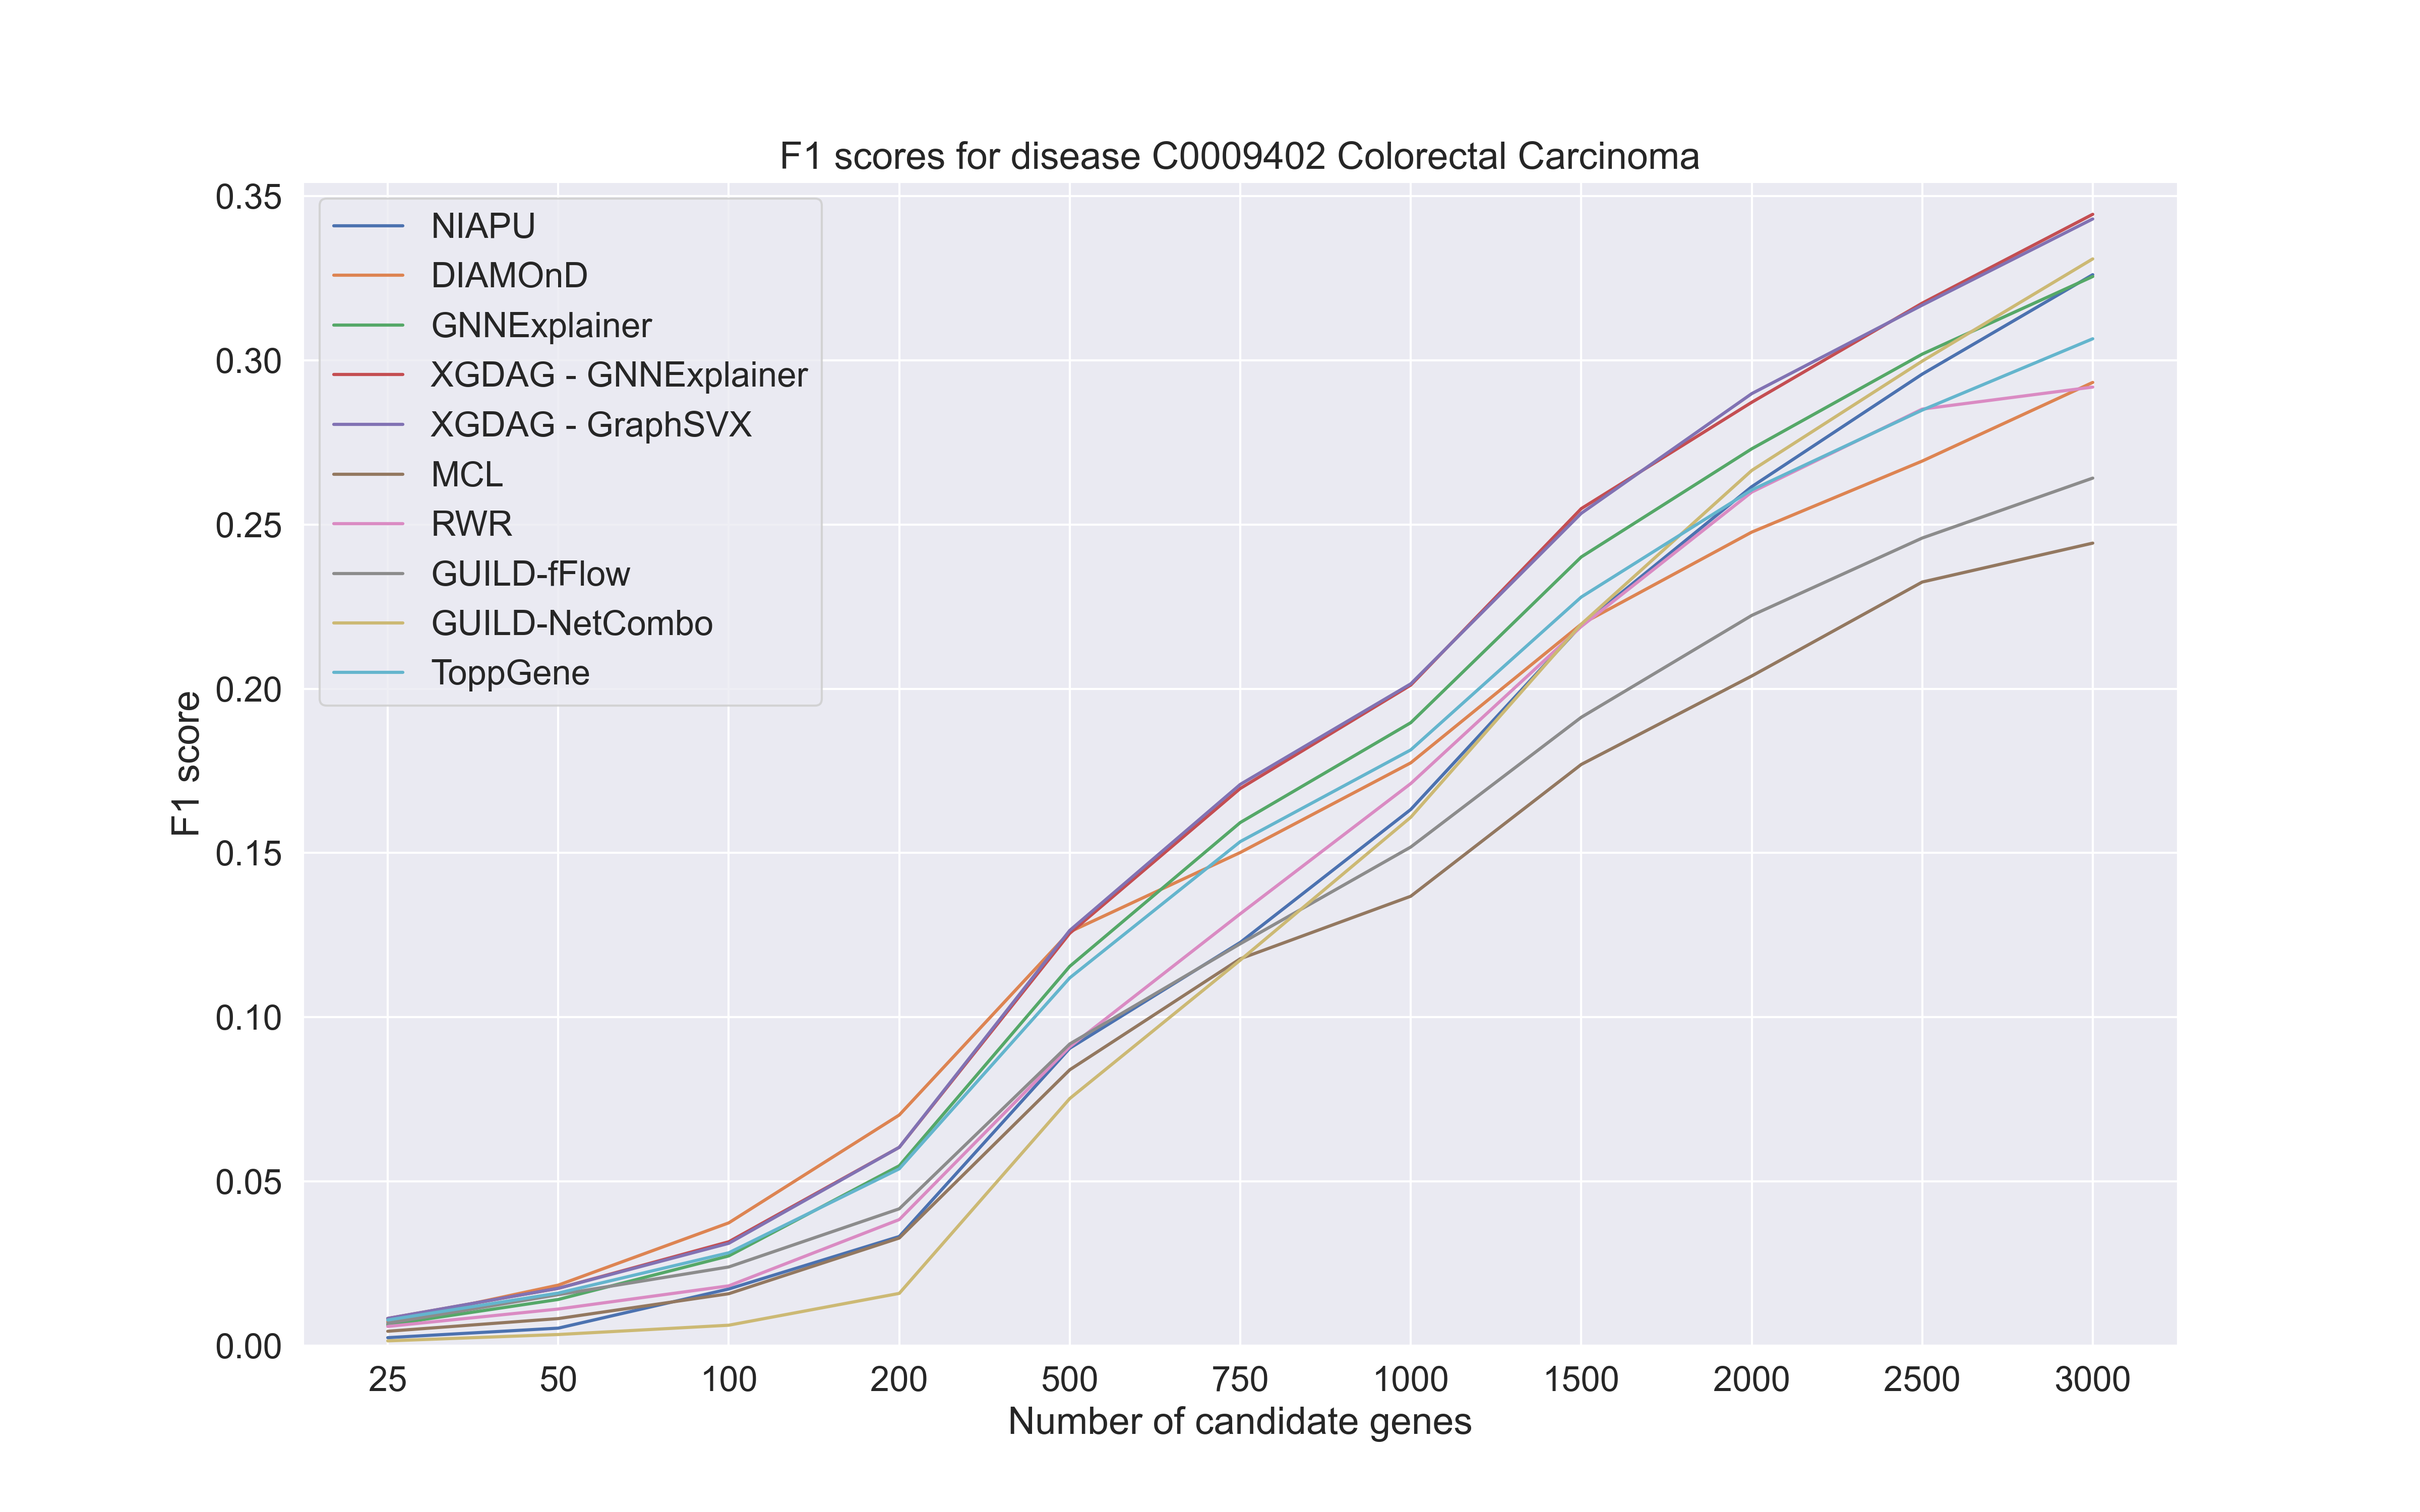 F1 scores for disease C0009402 Colorectal Carcinoma
0.35
0.30
0.25
0.20
0.15
0.10
0.05
0.00
F1 score
NIAPU
DIAMOnD
GNNExplainer
XGDAG - GNNExplainer
XGDAG - GraphSVX
MCL
RWR
GUILD-fFlow
GUILD-NetCombo
ToppGene
25 50 100 200 500 750 1000 1500 2000 2500 3000
Number of candidate genes